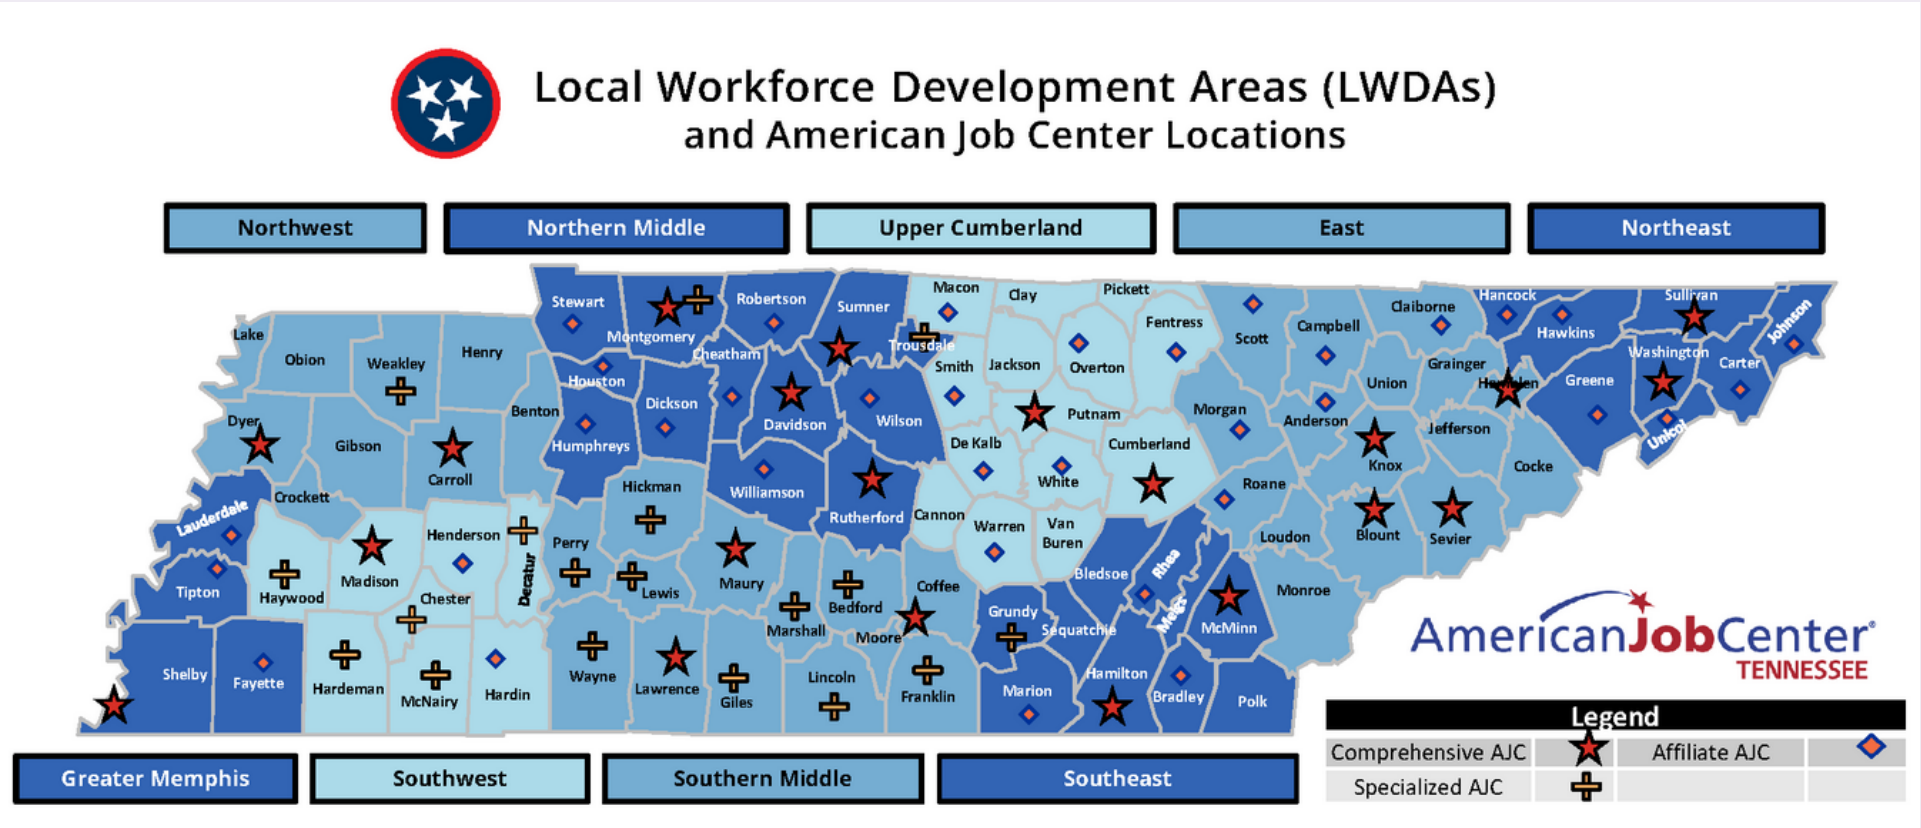 Local Workforce Development Areas (LWDAs)
and American Job Center Locations
Northwest
Northern Middle
Upper Cumberland
East
Northeast
Lake
Obion
Weakley
Henry
Dyer
Gibson
Carroll
Benton
Crockett
Stewart
Montgomery
Robertson
Sumner
Trousdale
Cheatham
Houston
Dickson
Humphreys
Davidson
Wilson
Williamson
Rutherford
Macon
Clay
Pickett
Fentress
Smith
Jackson
Overton
Putnam
De Kalb
White
Cumberland
Cannon
Warren
Van
Buren
Scott
Campbell
Claiborne
Union
Grainger
Hamblen
Morgan
Anderson
Knox
Jefferson
Cocke
Roane
Loudon
Blount
Sevier
Monroe
Hancock
Hawkins
Sullivan
Johnson
Greene
Washington
Carter
Unicoi
Lauderdale
Tipton
Shelby
Fayette
Haywood
Madison
Henderson
Decatur
Chester
Hardeman
McNairy
Hardin
Hickman
Perry
Lewis
Maury
Marshall
Bedford
Coffee
Moore
Wayne
Lawrence
Giles
Lincoln
Franklin
Bledsoe
Rhea
Meigs
McMinn
Grundy
Sequatchie
Marion
Hamilton
Bradley
Polk
Greater Memphis
Southwest
Southern Middle
Southeast
AmericanJobCenter®
TENNESSEE
Legend
Comprehensive AJC
Affiliate AJC
Specialized AJC